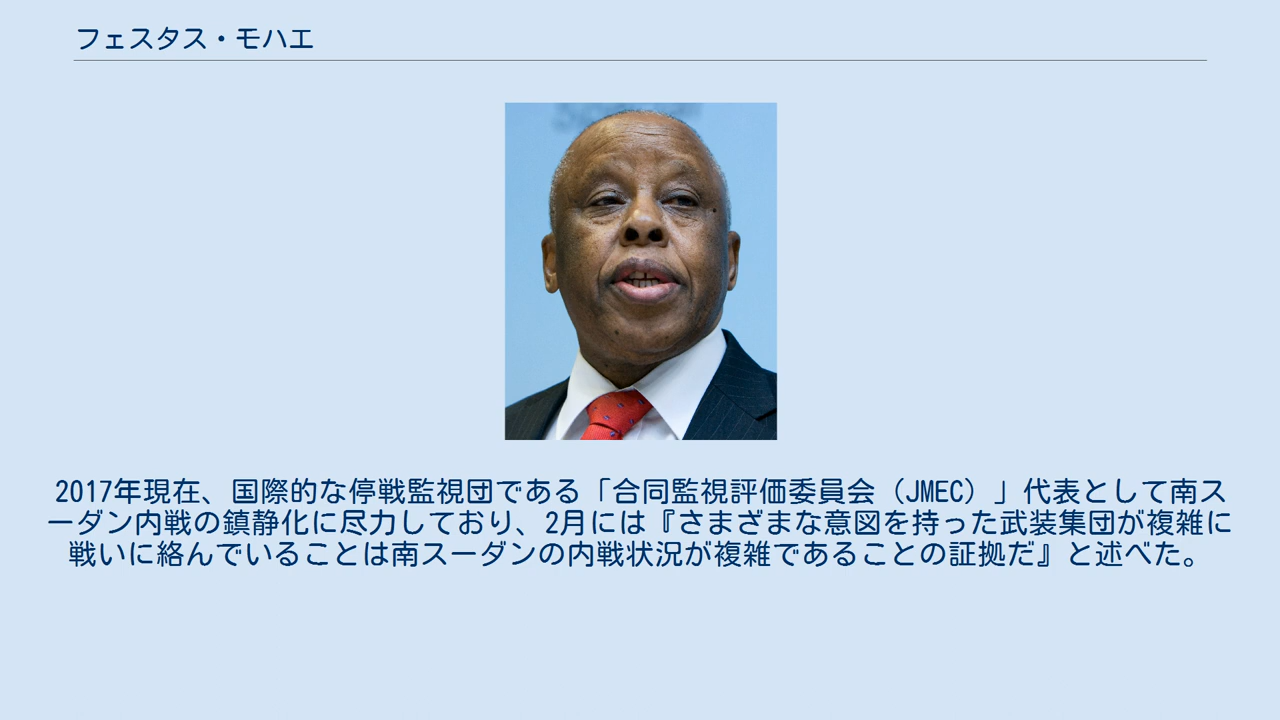 フェスタス・モハエ
2017年現在、国際的な停戦監視団である「合同監視評価委員会（JMEC）」代表として南ス
ーダン内戦の鎮静化に尽力しており、2月には『さまざまな意図を持った武装集団が複雑に
戦いに絡んでいることは南スーダンの内戦状況が複雑であることの証拠だ』と述べた。